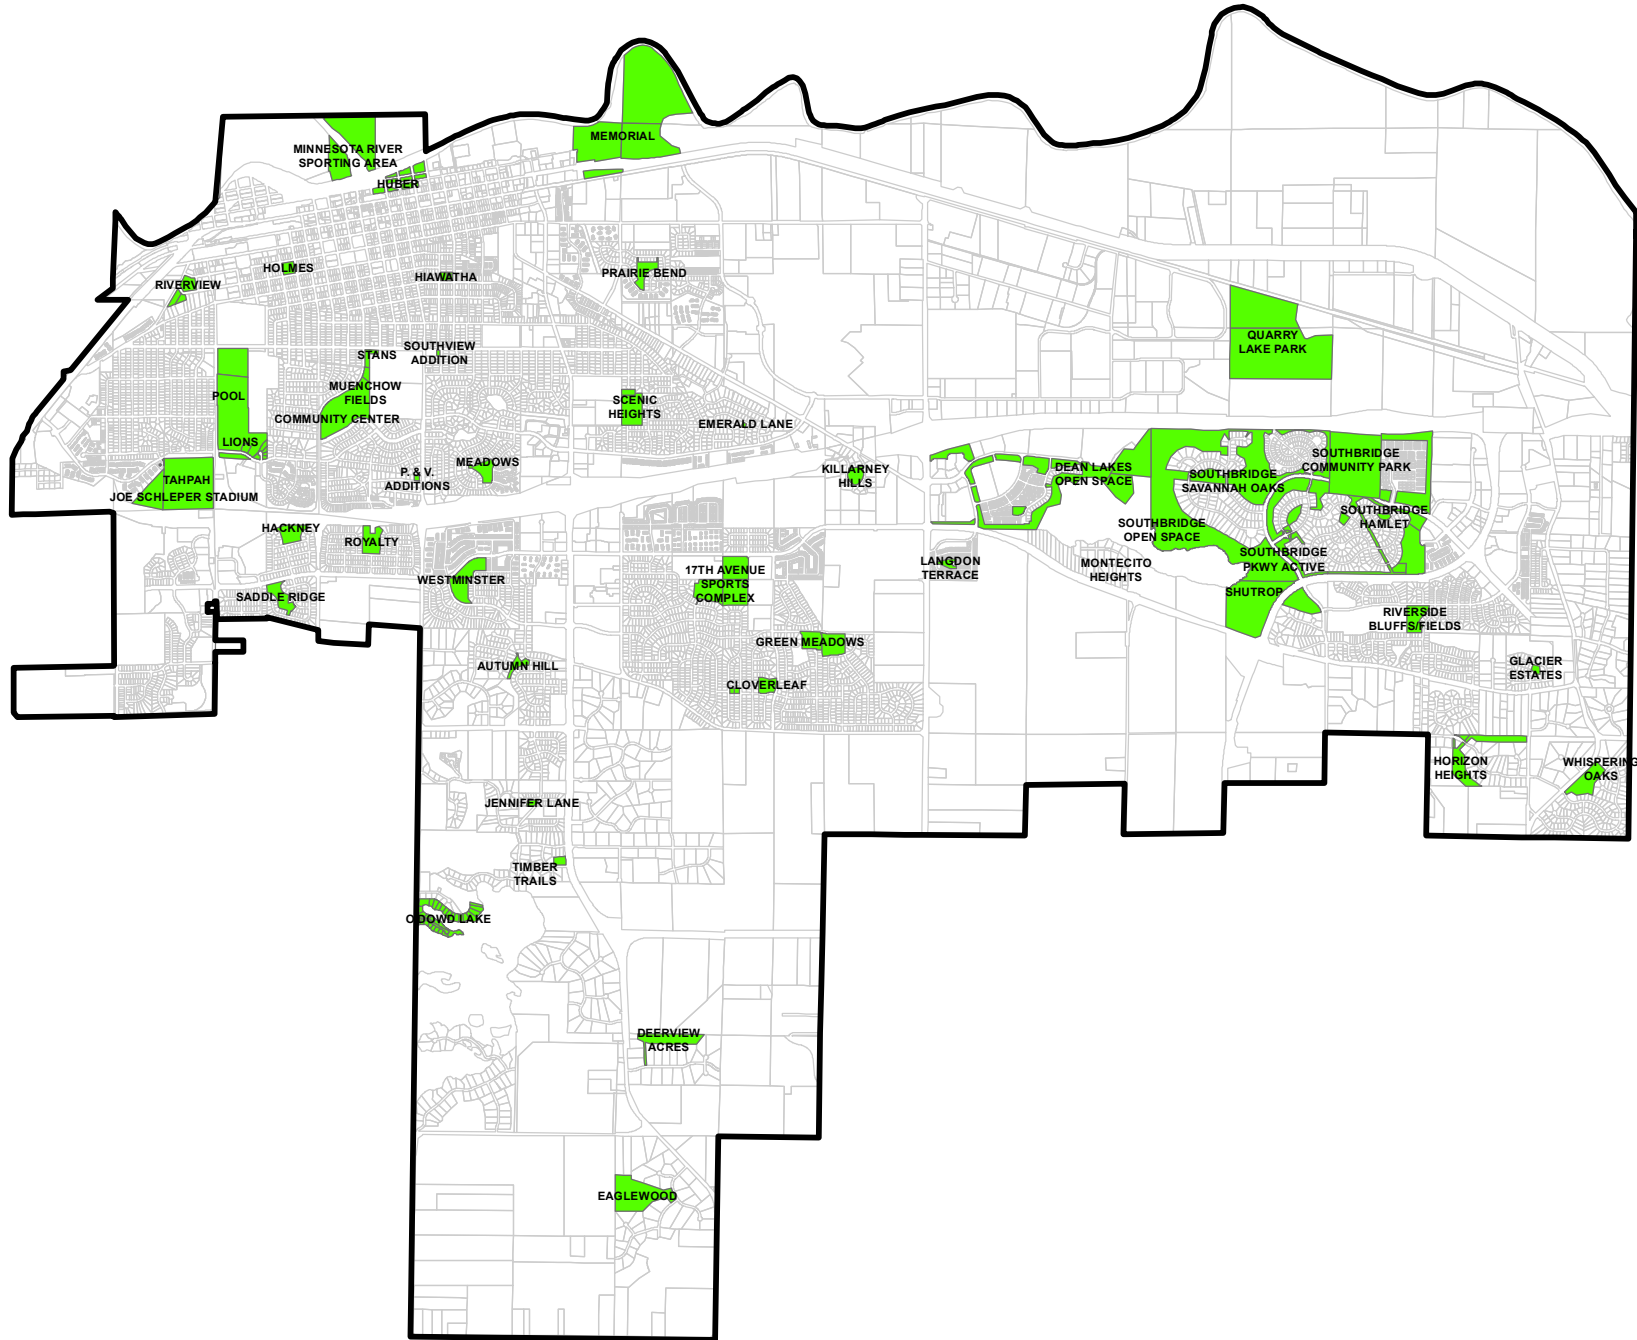 MEMORIAL
MINNESOTA RIVER
SPORTING AREA
HUBER
HOLMES
HIAWATHA
PRAIRIE BEND
RIVERVIEW
QUARRY
LAKE PARK
SOUTHVIEW
ADDITION
STANS
MUENCHOW
FIELDS
POOL
SCENIC
HEIGHTS
COMMUNITY CENTER
EMERALD LANE
LIONS
SOUTHBRIDGE
COMMUNITY PARK
MEADOWS
P. & V.
ADDITIONS
KILLARNEY
HILLS
DEAN LAKES
OPEN SPACE
SOUTHBRIDGE
SAVANNAH OAKS
TAHPAH
JOE SCHLEPER STADIUM
SOUTHBRIDGE
HAMLET
SOUTHBRIDGE
OPEN SPACE
HACKNEY
ROYALTY
SOUTHBRIDGE
PKWY ACTIVE
LANGDON
TERRACE
MONTECITO
HEIGHTS
17TH AVENUE
SPORTS
COMPLEX
WESTMINSTER
SHUTROP
SADDLE RIDGE
RIVERSIDE
BLUFFS/FIELDS
GREEN MEADOWS
AUTUMN HILL
GLACIER
ESTATES
CLOVERLEAF
HORIZON
HEIGHTS
WHISPERING
OAKS
JENNIFER LANE
TIMBER
TRAILS
O'DOWD LAKE
DEERVIEW
ACRES
EAGLEWOOD